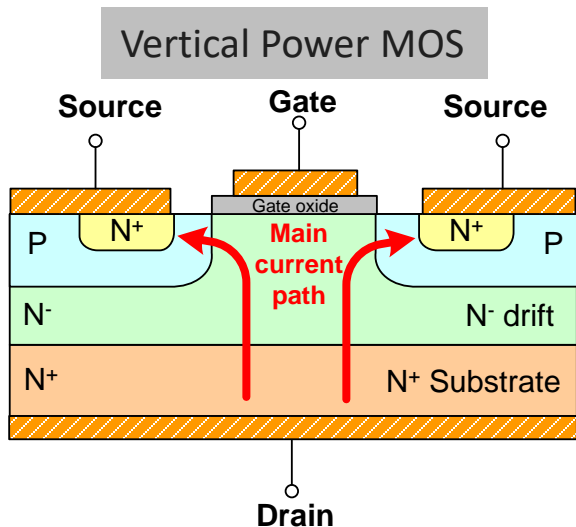 Vertical Power MOS
Source
Gate
Source
Gate oxide
P
N⁺
Main
current
path
N⁺
P
N⁻
N⁻ drift
N⁺
N⁺ Substrate
Drain